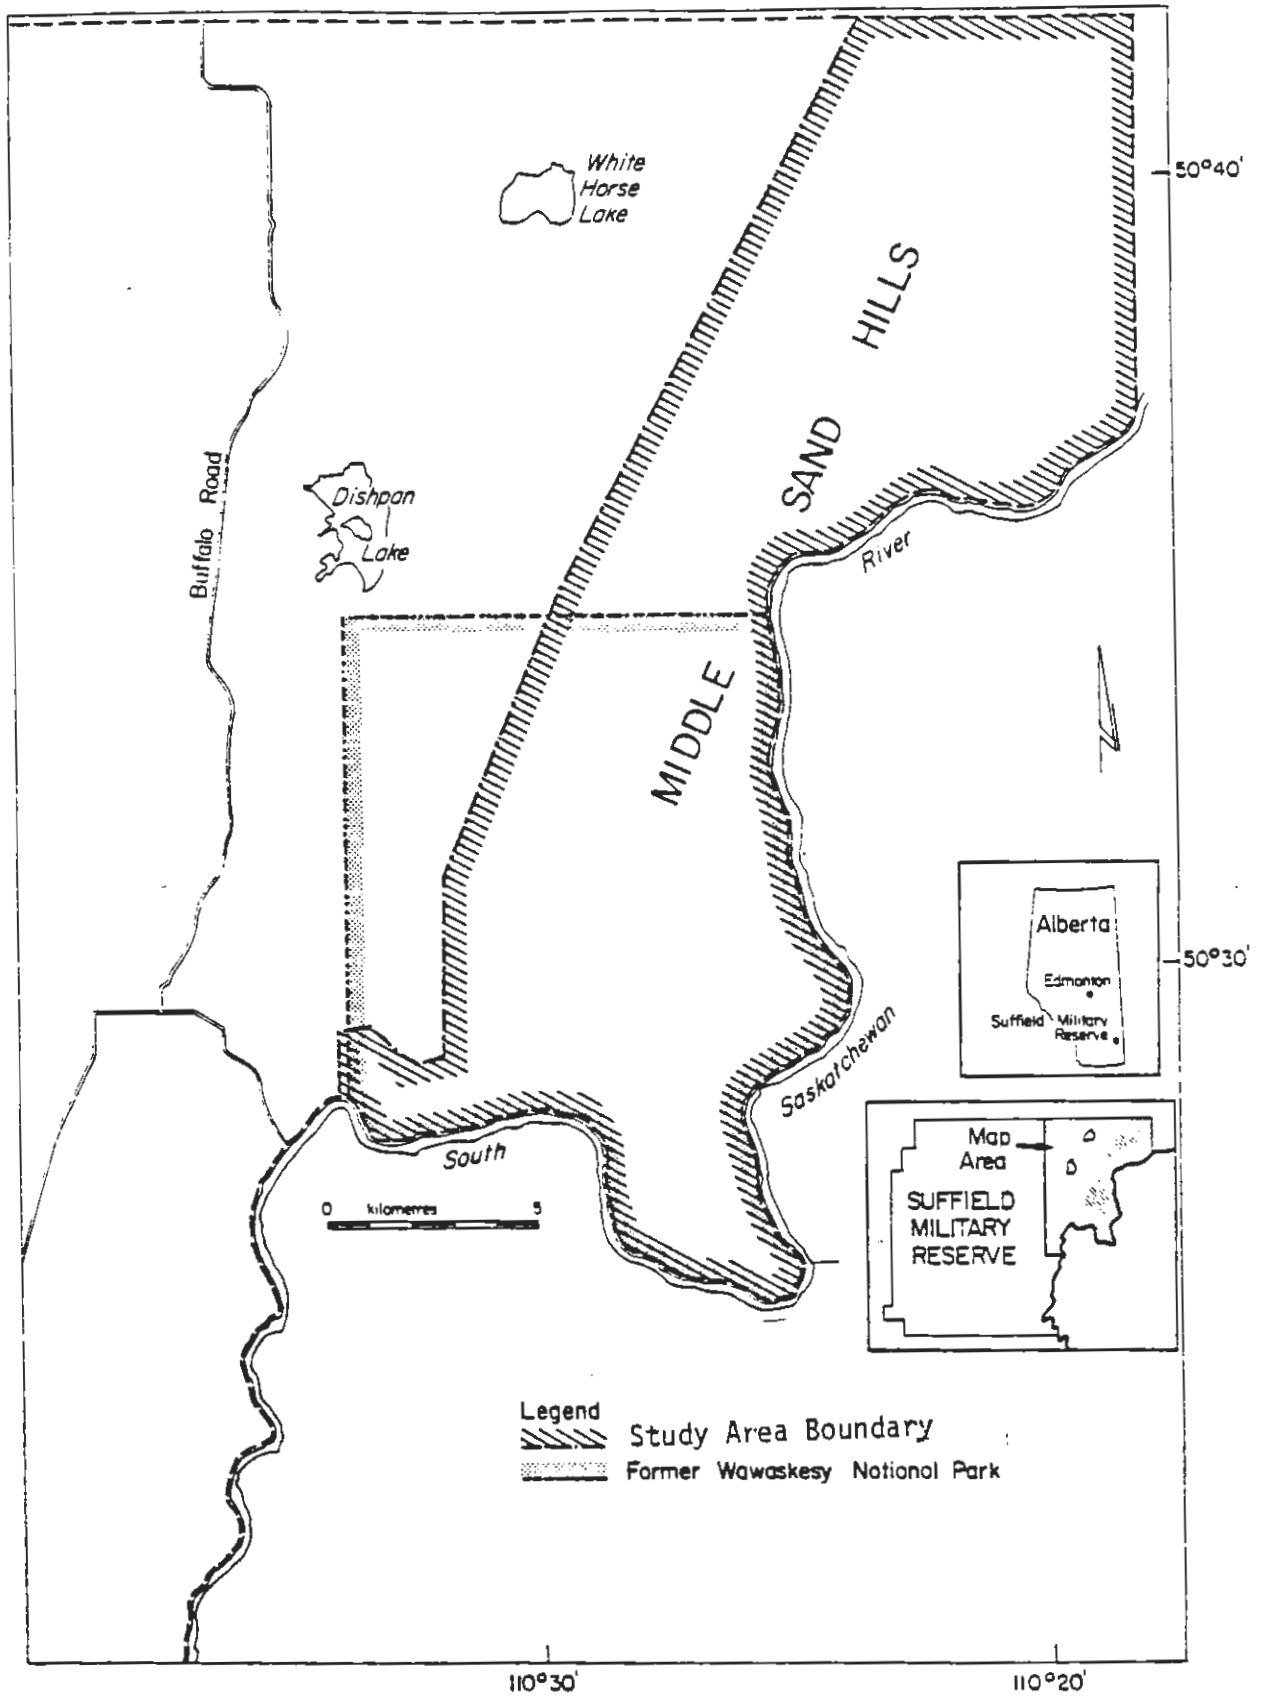 White
Horse
Lake
50°40'
HILLS
SAND
Buffalo Road
Dishpan
Lake
River
MIDDLE
Alberta
Edmonton
Suffield Military
Reserve
50°30'
Saskatchewan
South
0 kilometres 5
Map
Area
SUFFIELD
MILITARY
RESERVE
Legend
Study Area Boundary
Former Wawaskesy National Park
110°30'
110°20'